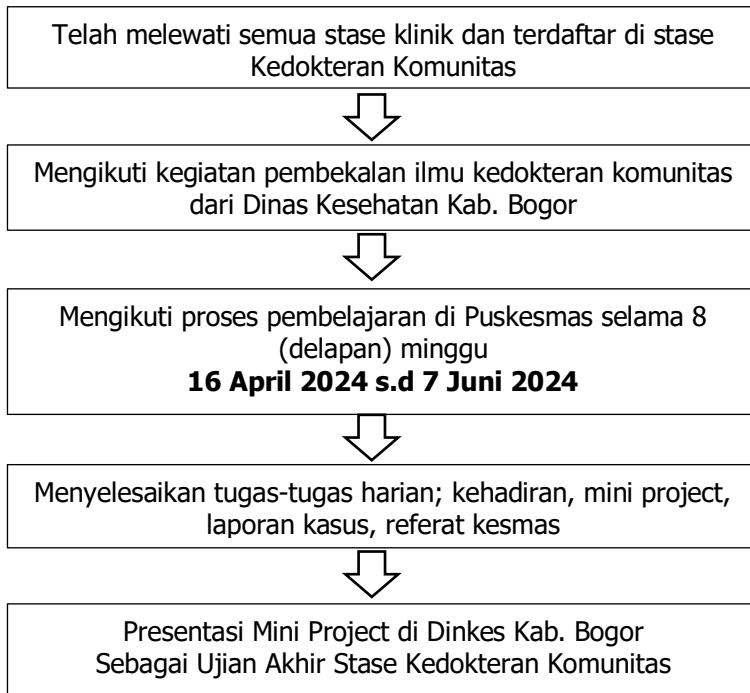 Telah melewati semua stase klinik dan terdaftar di stase
Kedokteran Komunitas
Mengikuti kegiatan pembekalan ilmu kedokteran komunitas
dari Dinas Kesehatan Kab. Bogor
Mengikuti proses pembelajaran di Puskesmas selama 8
(delapan) minggu
16 April 2024 s.d 7 Juni 2024
Menyelesaikan tugas-tugas harian; kehadiran, mini project,
laporan kasus, referat kesmas
Presentasi Mini Project di Dinkes Kab. Bogor
Sebagai Ujian Akhir Stase Kedokteran Komunitas